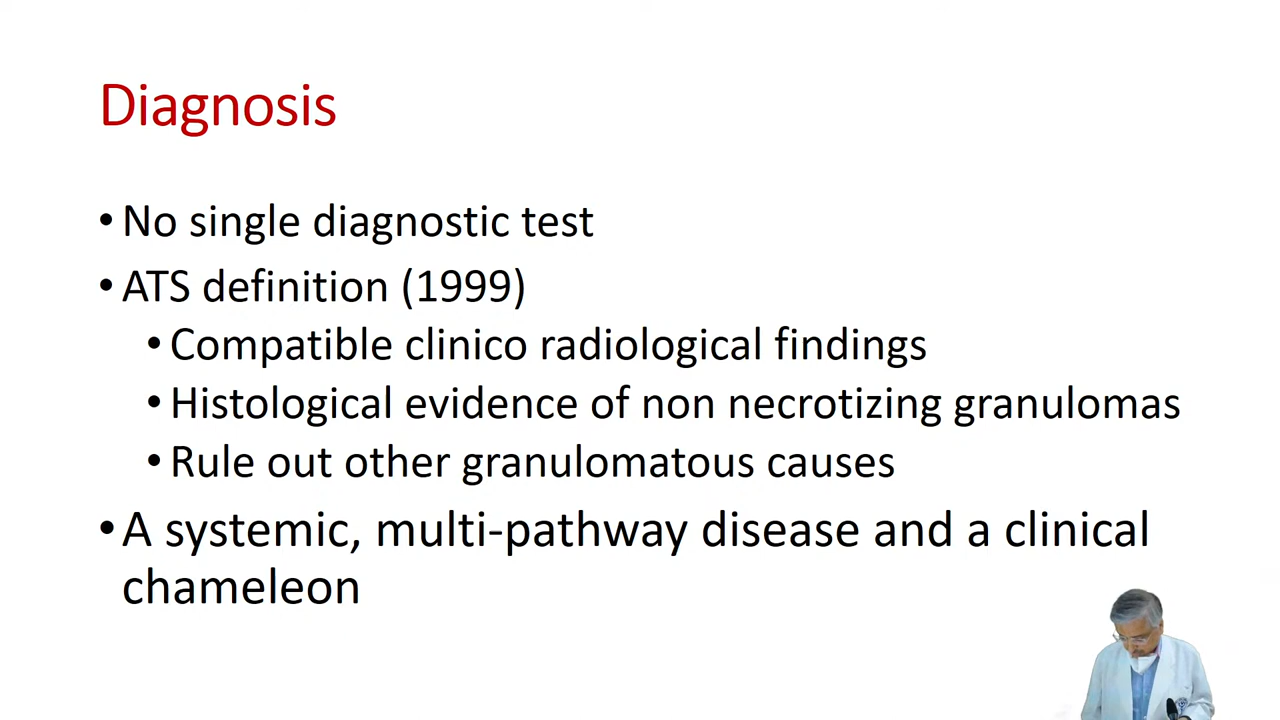 Diagnosis
• No single diagnostic test
• ATS definition (1999)
• Compatible clinico radiological findings
• Histological evidence of non necrotizing granulomas
• Rule out other granulomatous causes
• A systemic, multi-pathway disease and a clinical
chameleon